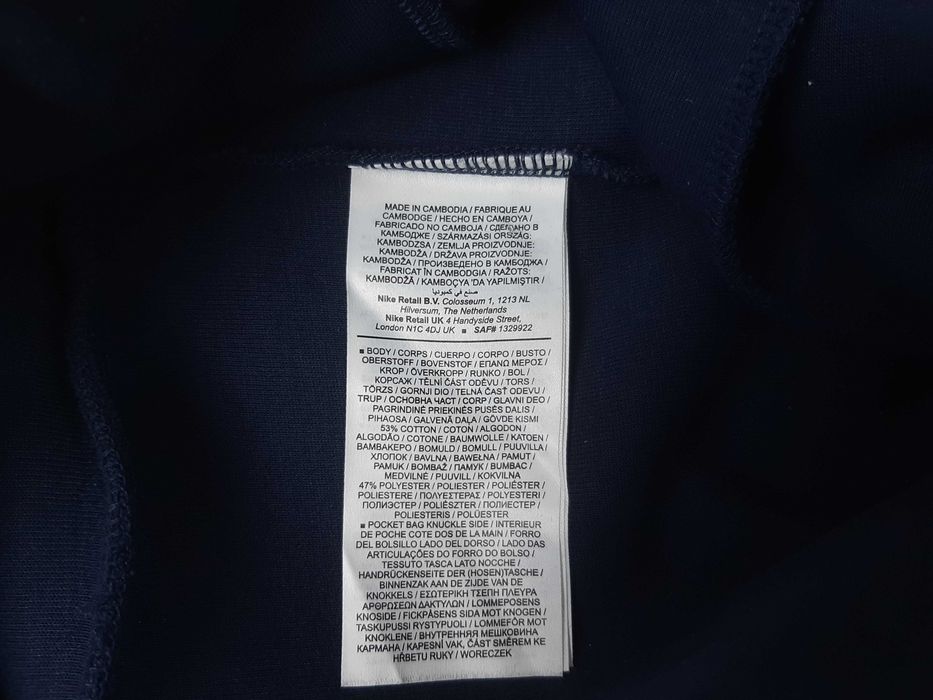 MADE IN CAMBODIA / FABRIQUE AU
CAMBODGE / HECHO EN CAMBOYA /
FABRICADO NO CAMBOJA / СДЕЛАНО В
КАМБОДЖЕ / SZÁRMAZÁSI ORSZÁG:
KAMBODZSA / ZEMLJA PROIZVODNJE:
KAMBODŽA / DRŽAVA PROIZVODNJE:
KAMBODŽA / ПРОИЗВЕДЕНО В КАМБОДЖА /
FABRICAT ÎN CAMBODGIA / RAŽOTS:
KAMBODŽĀ / KAMBOÇYA 'DA YAPILMIŞTIR /
صنع في كمبوديا
Nike Retail B.V. Colosseum 1, 1213 NL
Hilversum, The Netherlands
Nike Retail UK 4 Handyside Street,
London N1C 4DJ UK ■ SAF# 1329922
■ BODY / CORPS / CUERPO / CORPO / BUSTO /
OBERSTOFF / BOVENSTOF / ΕΠΑΝΩ ΜΕΡΟΣ /
KROP / ÖVERKROPP / RUNKO / BOL /
КОРСАЖ / TĚLNÍ ČÁST ODĚVU / TORS /
TÖRZS / GORNJI DIO / TELNÁ ČASŤ ODEVU /
TRUP / ОСНОВНА ЧАСТ / CORP / GLAVNI DEO /
PAGRINDINĖ PRIEKINĖS PUSĖS DALIS /
PIHAOSA / GALVENĀ DAĻA / GÖVDE KISMI
53% COTTON / COTON / ALGODON /
ALGODÃO / COTONE / BAUMWOLLE / KATOEN /
ΒΑΜΒΑΚΕΡΟ / BOMULD / BOMULL / PUUVILLA /
ХЛОПОК / BAVLNA / BAWEŁNA / PAMUT /
PAMUK / BOMBAŽ / ПАМУК / BUMBAC /
MEDVILNĖ / PUUVILL / KOKVILNA
47% POLYESTER / POLIESTER / POLIÉSTER /
POLIESTERE / ΠΟΛΥΕΣΤΕΡΑΣ / POLYESTERI /
ПОЛИЭСТЕР / POLIÉSZTER / ПОЛИЕСТЕР /
POLIESTERIS / POLÜESTER
■ POCKET BAG KNUCKLE SIDE / INTERIEUR
DE POCHE COTE DOS DE LA MAIN / FORRO
DEL BOLSILLO LADO DEL DORSO / LADO DAS
ARTICULAÇÕES DO FORRO DO BOLSO /
TESSUTO TASCA LATO NOCCHE /
HANDRÜCKENSEITE DER (HOSEN)TASCHE /
BINNENZAK AAN DE ZIJDE VAN DE
KNOKKELS / ΕΣΩΤΕΡΙΚΗ ΤΣΕΠΗ ΠΛΕΥΡΑ
ΑΡΘΡΩΣΕΩΝ ΔΑΚΤΥΛΩΝ / LOMMEPOSENS
KNOSIDE / FICKPÅSENS SIDA MOT KNOGEN /
TASKUPUSSI RYSTYPUOLI / LOMMEFÔR MOT
KNOKLENE / ВНУТРЕННЯЯ МЕШКОВИНА
КАРМАНА / KAPESNÍ VAK, ČÁST SMĚREM KE
HŘBETU RUKY / WORECZEK